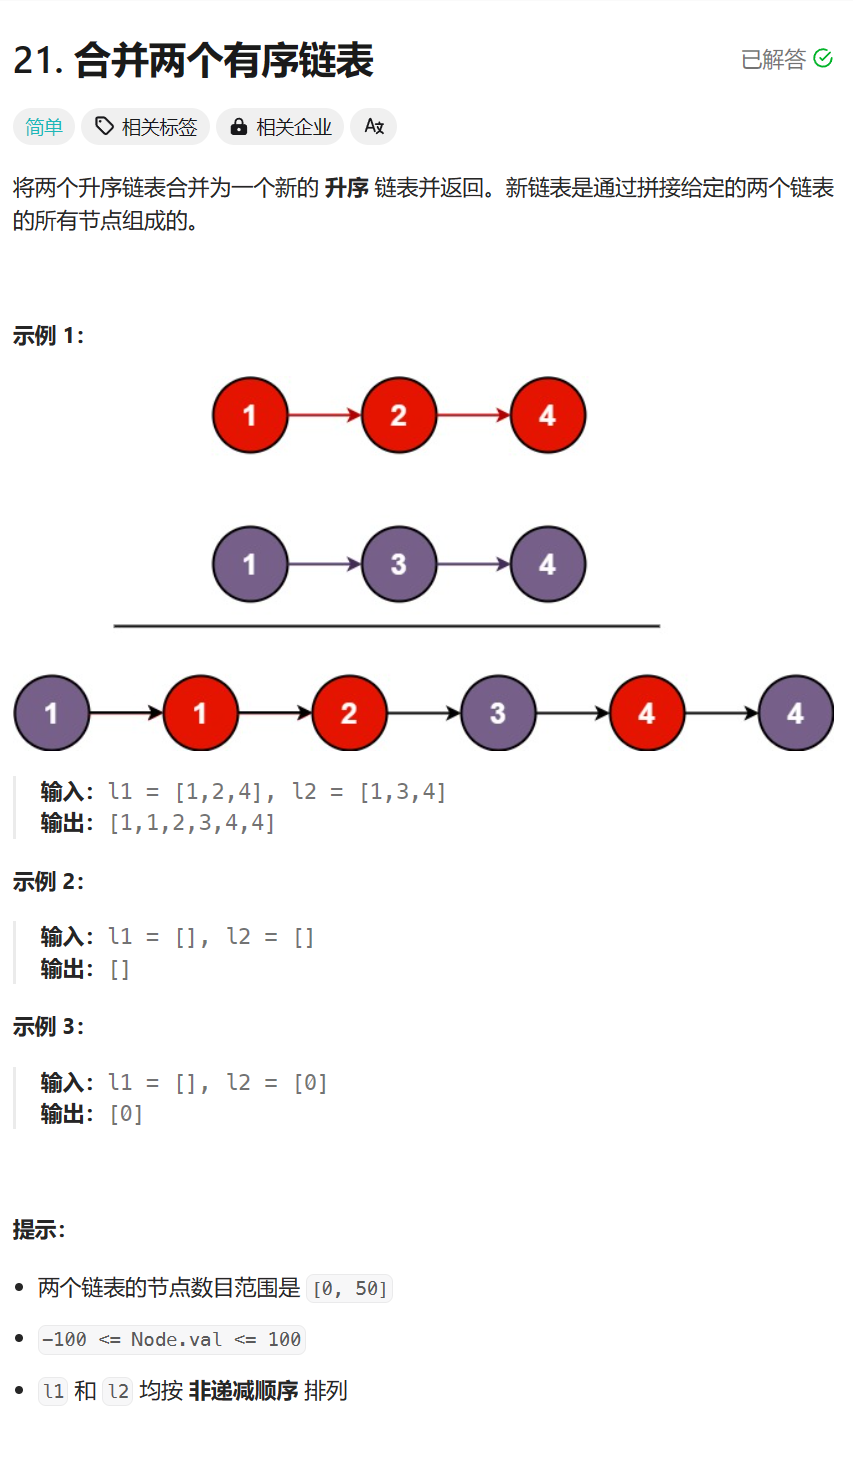 21. 合并两个有序链表
已解答
简单 相关标签 相关企业 A文
将两个升序链表合并为一个新的 升序 链表并返回。新链表是通过拼接给定的两个链表
的所有节点组成的。
示例 1：
1 2 4
1 3 4
1 1 2 3 4 4
输入：l1 = [1,2,4], l2 = [1,3,4]
输出：[1,1,2,3,4,4]
示例 2：
输入：l1 = [], l2 = []
输出：[]
示例 3：
输入：l1 = [], l2 = [0]
输出：[0]
提示：
• 两个链表的节点数目范围是 [0, 50]
• -100 <= Node.val <= 100
• l1 和 l2 均按 非递减顺序 排列